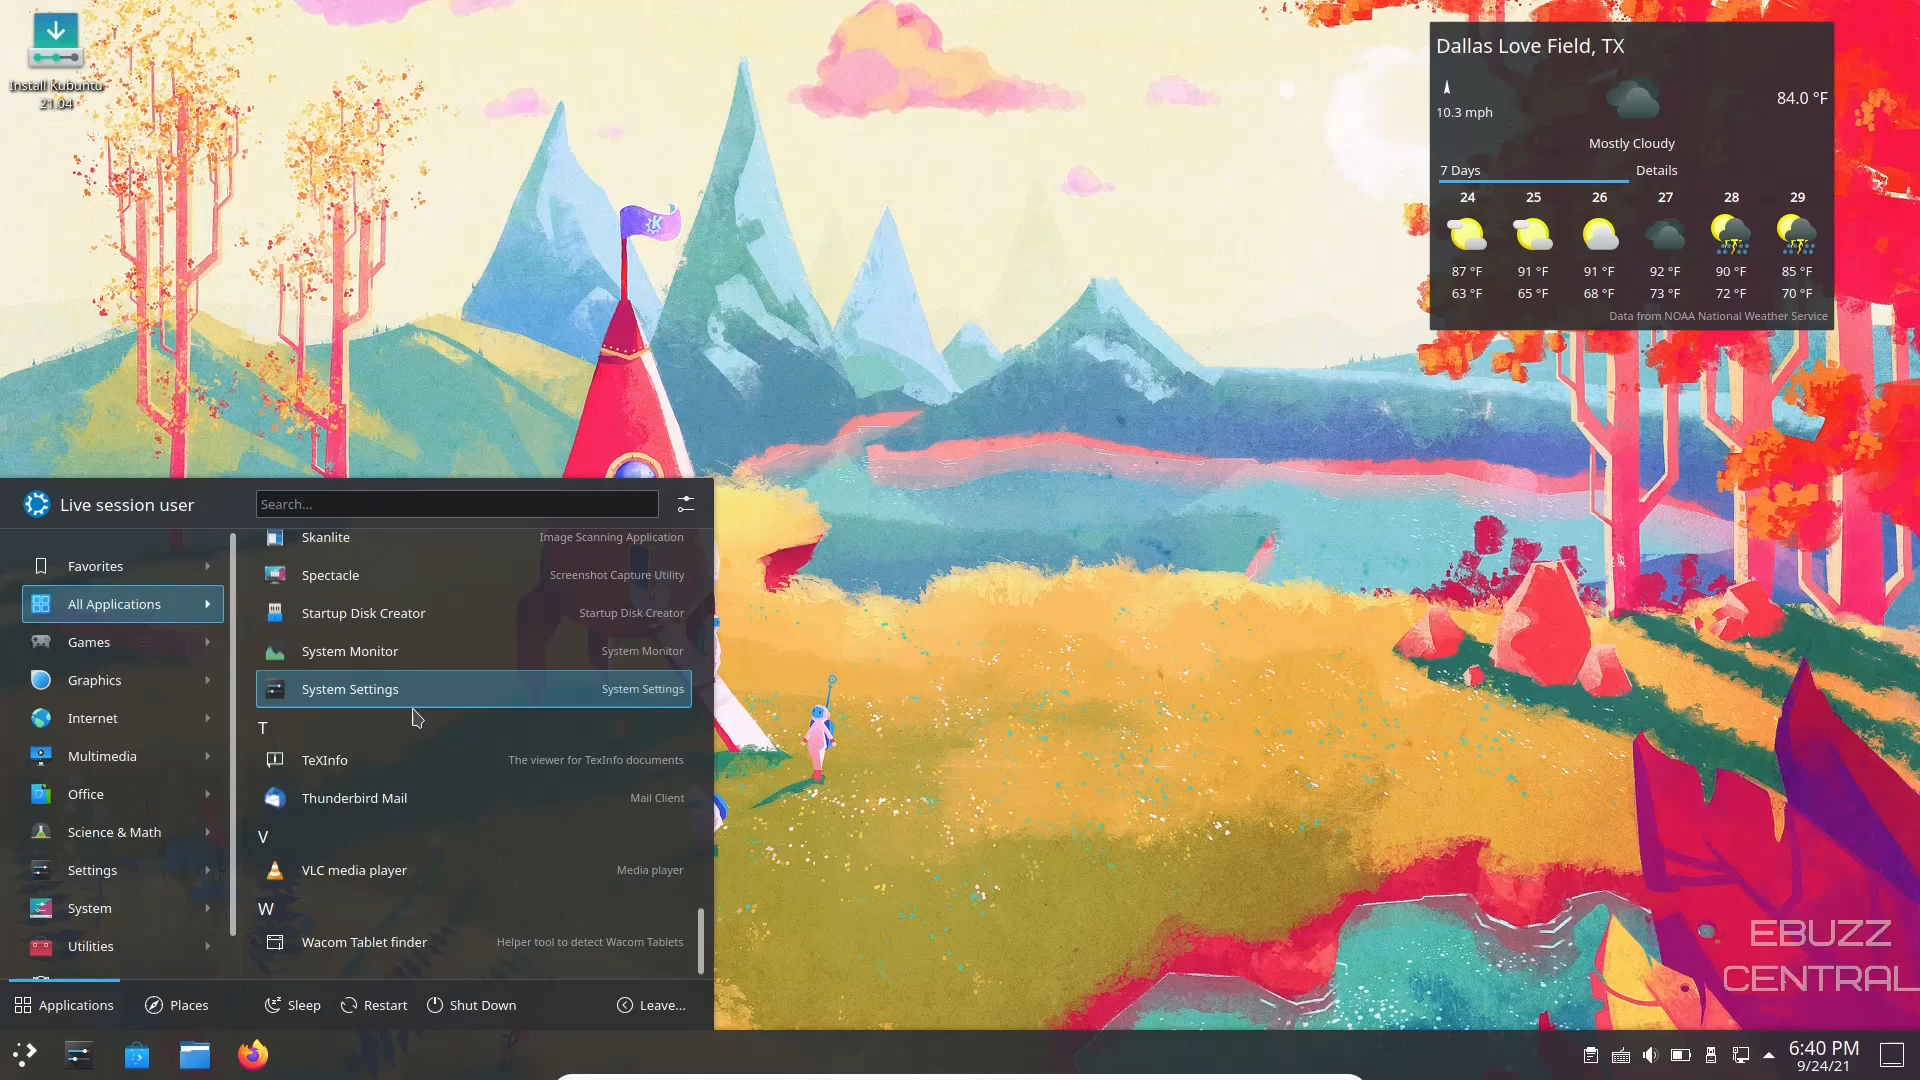 Install Kubuntu
21.04
Dallas Love Field, TX
10.3 mph
84.0 °F
Mostly Cloudy
7 Days
Details
24 25 26 27 28 29
87 °F 91 °F 91 °F 92 °F 90 °F 85 °F
63 °F 65 °F 68 °F 73 °F 72 °F 70 °F
Data from NOAA National Weather Service
K
Live session user
Search...
Favorites
All Applications
Games
Graphics
Internet
Multimedia
Office
Science & Math
Settings
System
Utilities
Skanlite Image Scanning Application
Spectacle Screenshot Capture Utility
Startup Disk Creator Startup Disk Creator
System Monitor System Monitor
System Settings System Settings
T
TeXInfo The viewer for TexInfo documents
Thunderbird Mail Mail Client
V
VLC media player Media player
W
Wacom Tablet finder Helper tool to detect Wacom Tablets
Applications
Places
Sleep
Restart
Shut Down
Leave...
EBUZZ
CENTRAL
6:40 PM
9/24/21